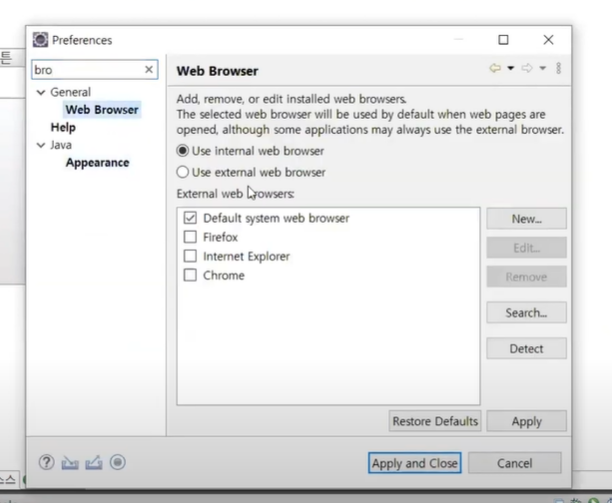 Preferences
튼
bro
General
Web Browser
Help
Java
Appearance
Web Browser
Add, remove, or edit installed web browsers.
The selected web browser will be used by default when web pages are
opened, although some applications may always use the external browser.
Use internal web browser
Use external web browser
External web browsers:
Default system web browser
Firefox
Internet Explorer
Chrome
New...
Edit...
Remove
Search...
Detect
Restore Defaults
Apply
Apply and Close
Cancel